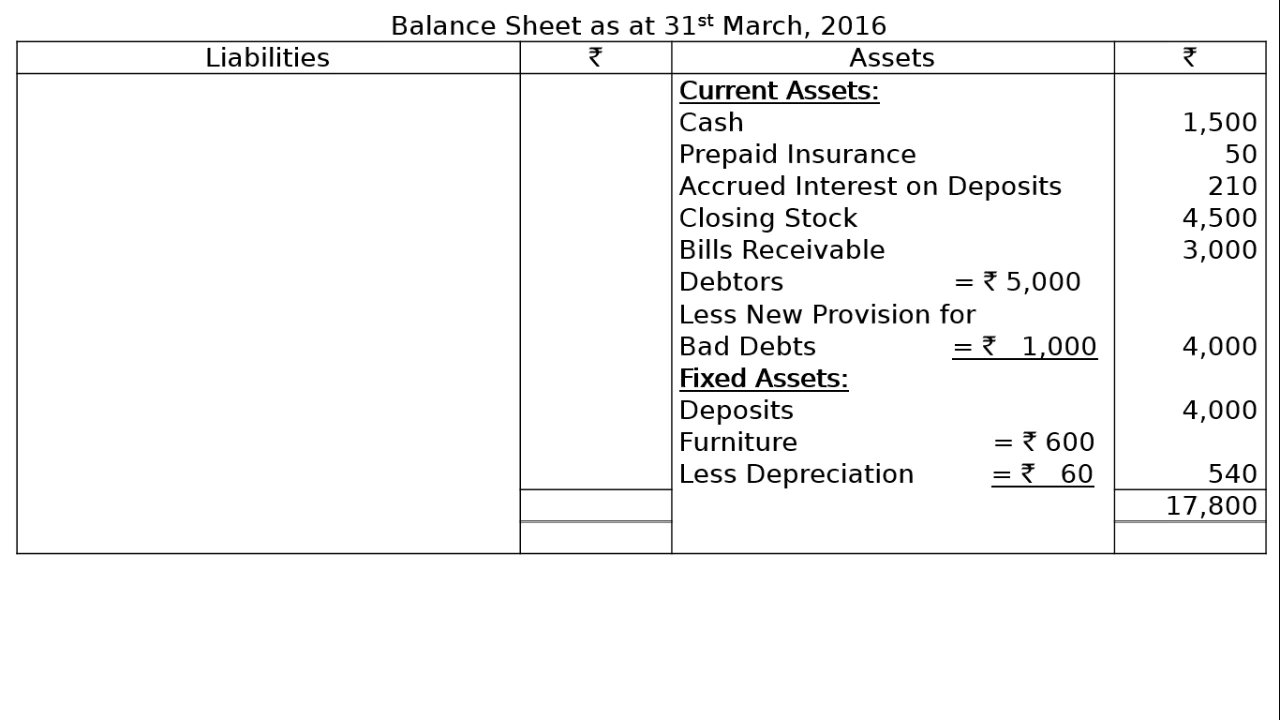 Balance Sheet as at 31st March, 2016
Liabilities ₹ Assets ₹
Current Assets:
Cash 1,500
Prepaid Insurance 50
Accrued Interest on Deposits 210
Closing Stock 4,500
Bills Receivable 3,000
Debtors = ₹ 5,000
Less New Provision for
Bad Debts = ₹ 1,000 4,000
Fixed Assets:
Deposits 4,000
Furniture = ₹ 600
Less Depreciation = ₹ 60 540
17,800